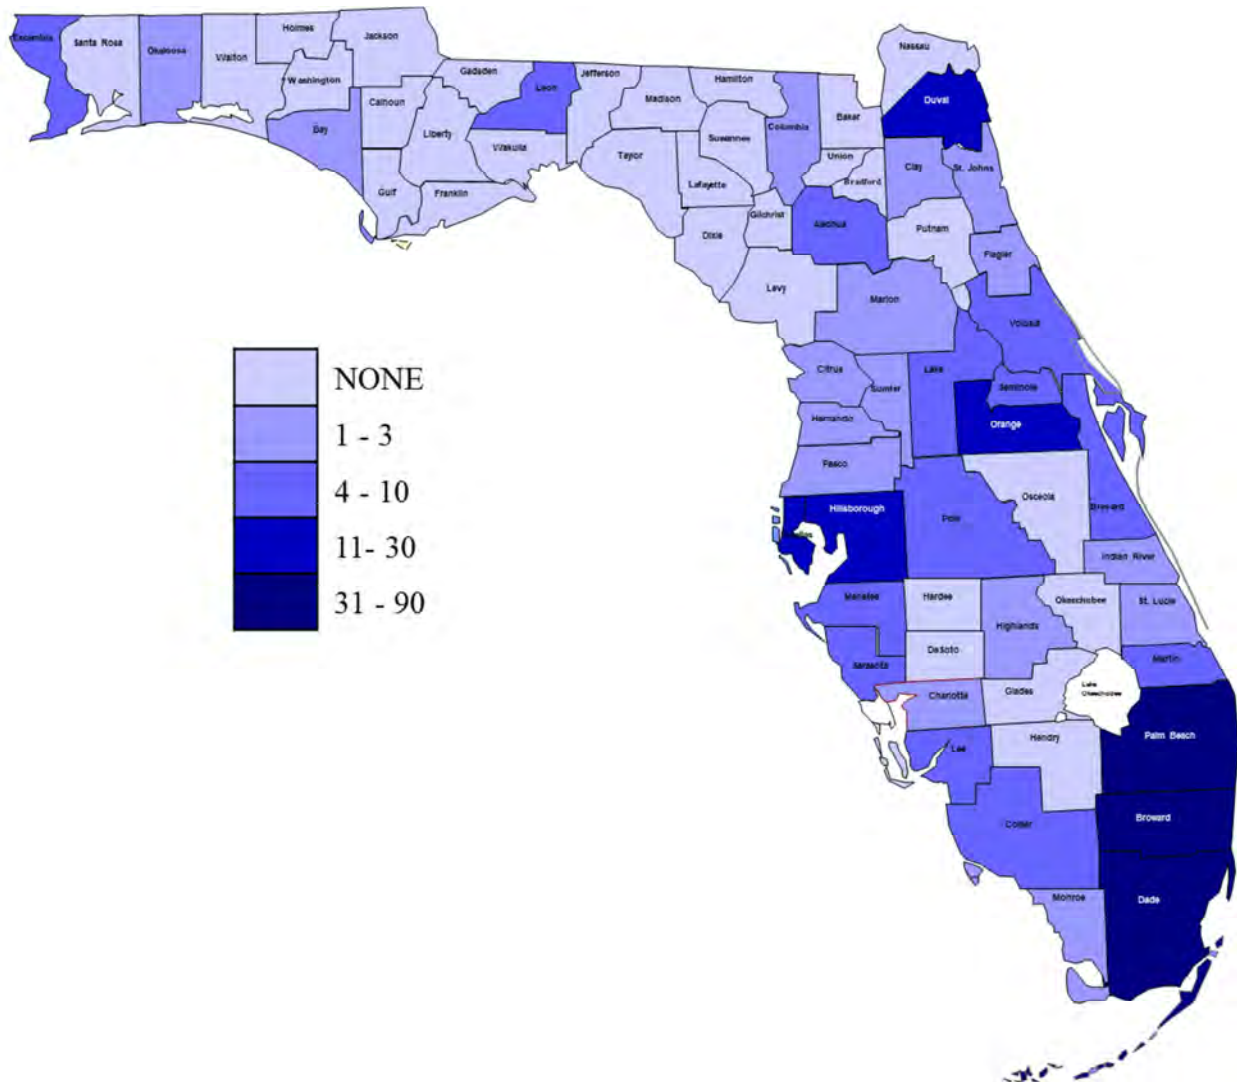 Escambia
Santa Rosa
Okaloosa
Walton
Holmes
Washington
Jackson
Bay
Calhoun
Gulf
Gadsden
Liberty
Franklin
Leon
Wakulla
Jefferson
Madison
Taylor
Hamilton
Suwannee
Lafayette
Dixie
Columbia
Gilchrist
Levy
Baker
Union
Bradford
Alachua
Nassau
Duval
Clay
St. Johns
Putnam
Flagler
Marion
Volusia
Citrus
Sumter
Lake
Seminole
Hernando
Orange
Pasco
Hillsborough
Polk
Osceola
Brevard
Indian River
Manatee
Hardee
Highlands
Okeechobee
St. Lucie
Sarasota
DeSoto
Martin
Charlotte
Glades
Lake
Okeechobee
Lee
Hendry
Palm Beach
Collier
Broward
Monroe
Dade
NONE
1 - 3
4 - 10
11- 30
31 - 90